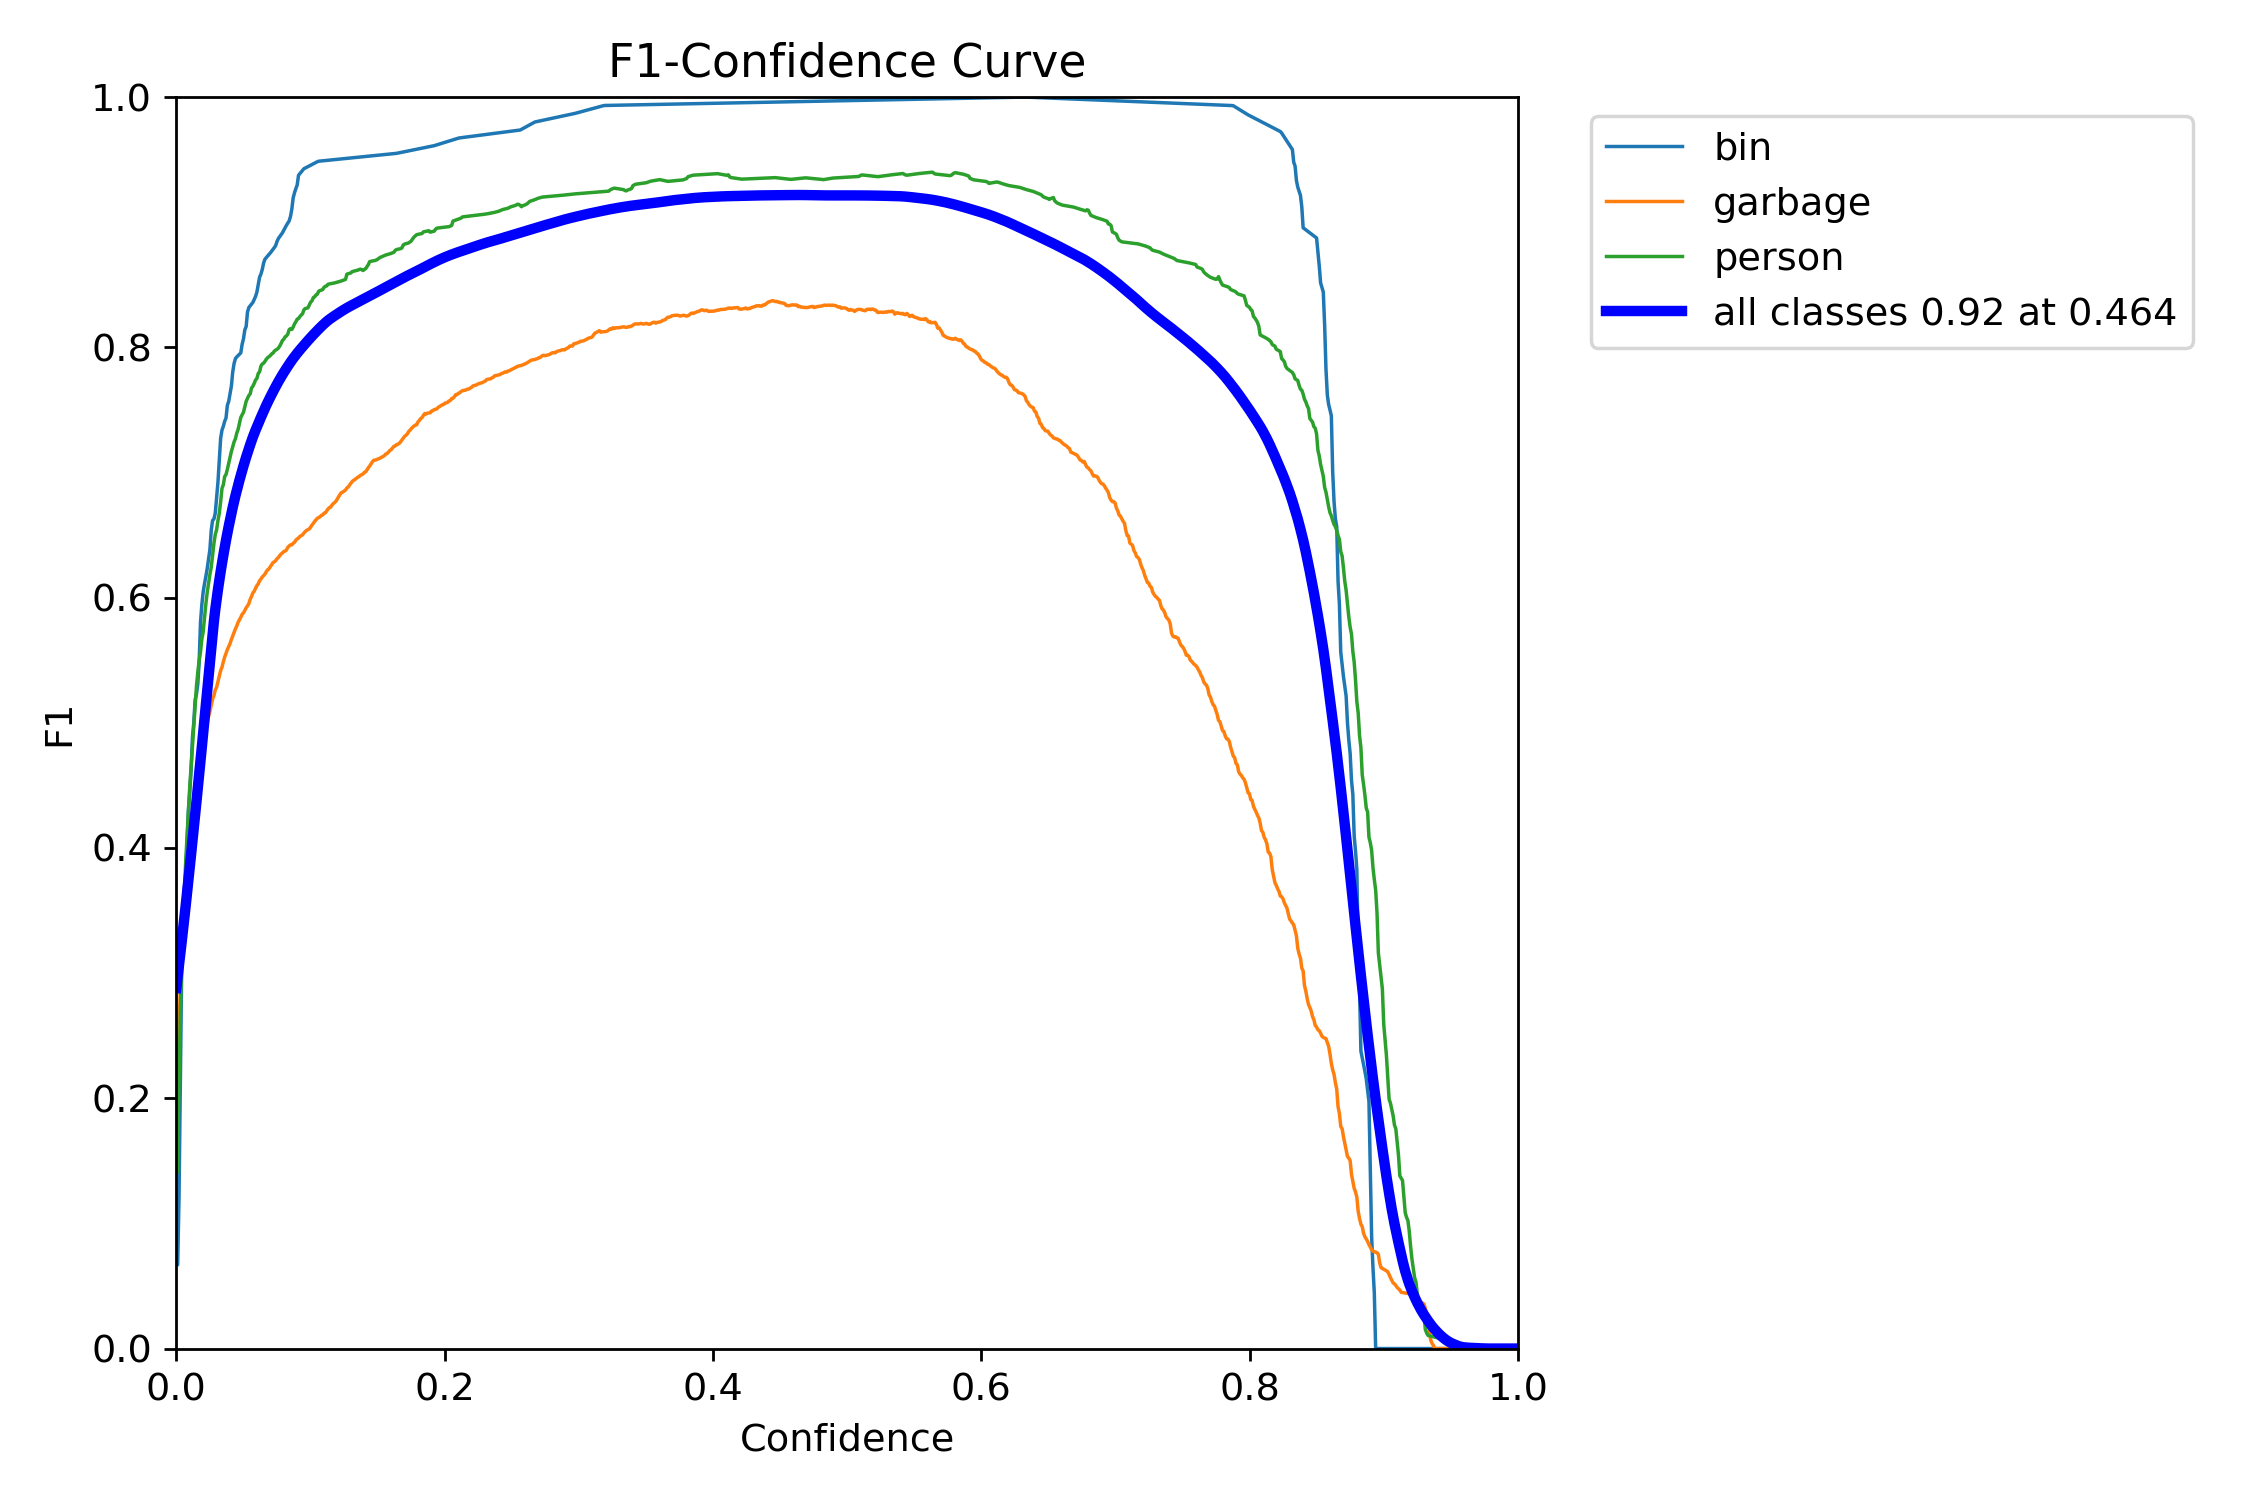 F1-Confidence Curve
1.0
0.8
0.6
0.4
0.2
0.0
F1
0.0 0.2 0.4 0.6 0.8 1.0
Confidence
bin
garbage
person
all classes 0.92 at 0.464